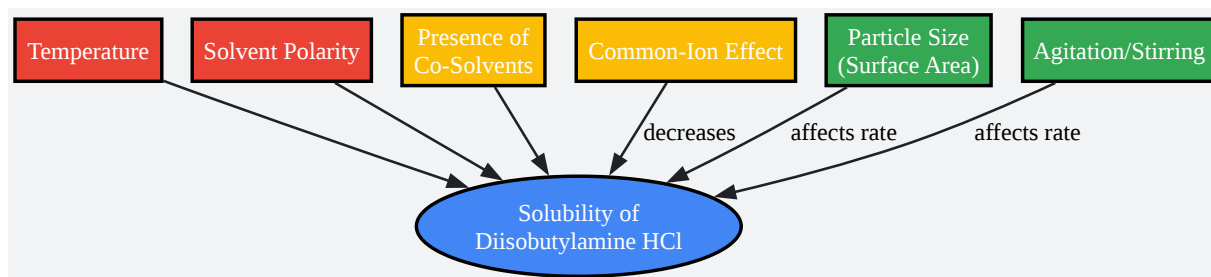 Temperature
Solvent Polarity
Presence of
Co-Solvents
Common-Ion Effect
Particle Size
(Surface Area)
Agitation/Stirring
decreases
affects rate
affects rate
Solubility of
Diisobutylamine HCl